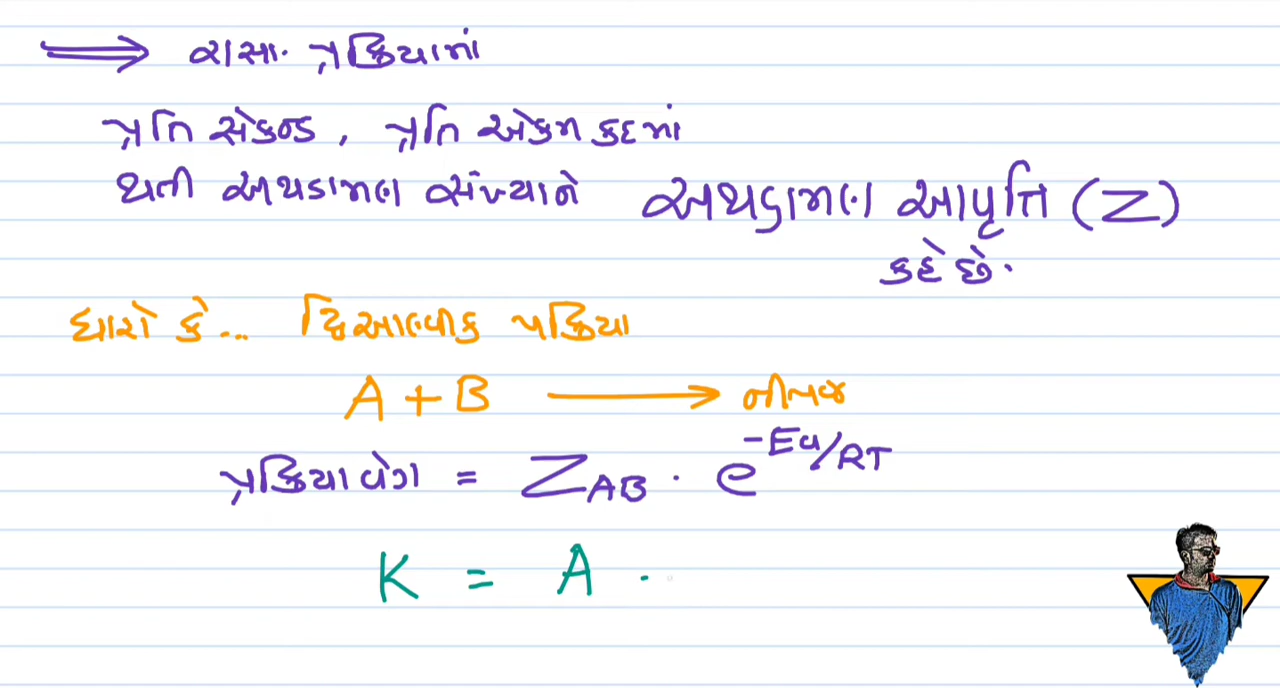 ⟹ રાસા. પ્રક્રિયામાં
પ્રતિ સેકન્ડ, પ્રતિ એકમ કદમાં
થતી અથડામણ સંખ્યાને અથડામણ આવૃત્તિ (Z)
કહે છે.
ધારો કે... દ્વિઆણ્વીક પ્રક્રિયા
A + B ⟶ નીપજ
પ્રક્રિયા વેગ = Z_AB · e^-Ea/RT
K = A ·